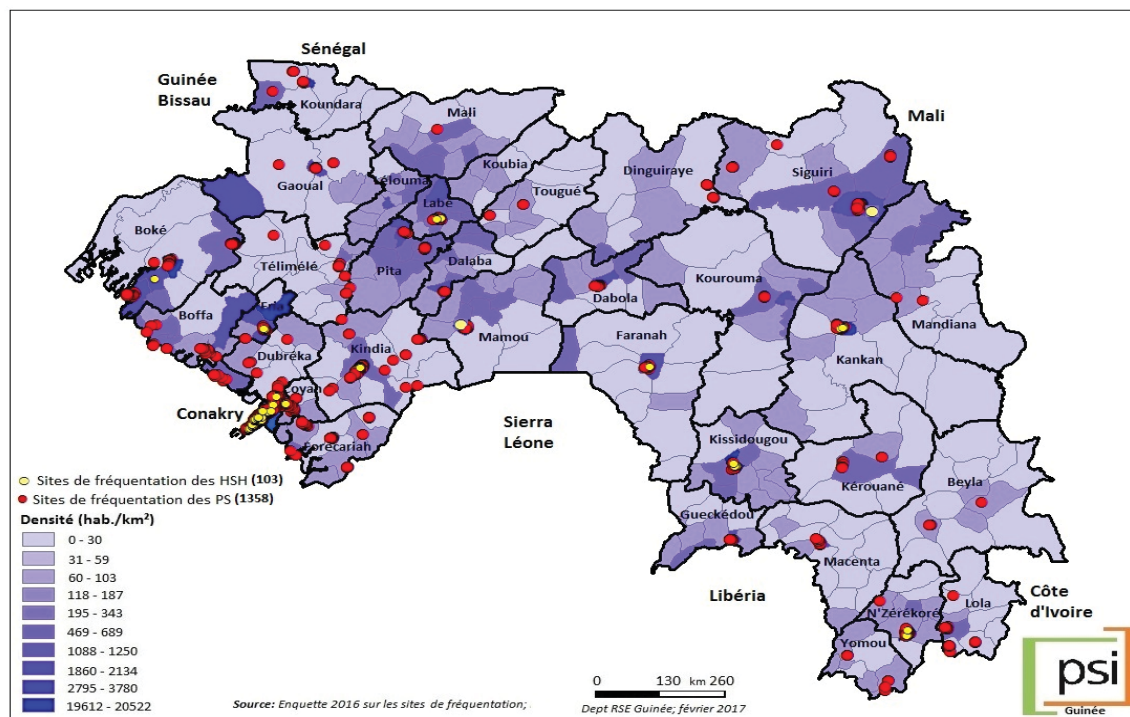 Sénégal
Guinée
Bissau
Koundara
Mali
Mali
Koubia
Gaoual
Lélouma
Labé
Tougué
Dinguiraye
Siguiri
Boké
Télimélé
Pita
Dalaba
Kourouma
Dabola
Mandiana
Boffa
Fria
Mamou
Faranah
Dubréka
Kindia
Kankan
Coyah
Conakry
Sierra
Léone
Forécariah
Kissidougou
Kérouané
Beyla
Gueckédou
Macenta
Libéria
Côte
d'Ivoire
N'Zérékoré
Lola
Yomou
Sites de fréquentation des HSH (103)
Sites de fréquentation des PS (1358)
Densité (hab./km²)
0 - 30
31 - 59
60 - 103
118 - 187
195 - 343
469 - 689
1088 - 1250
1860 - 2134
2795 - 3780
19612 - 20522
0 130 km 260
Source: Enquette 2016 sur les sites de fréquentation;
Dept RSE Guinée; février 2017
psi
Guinée